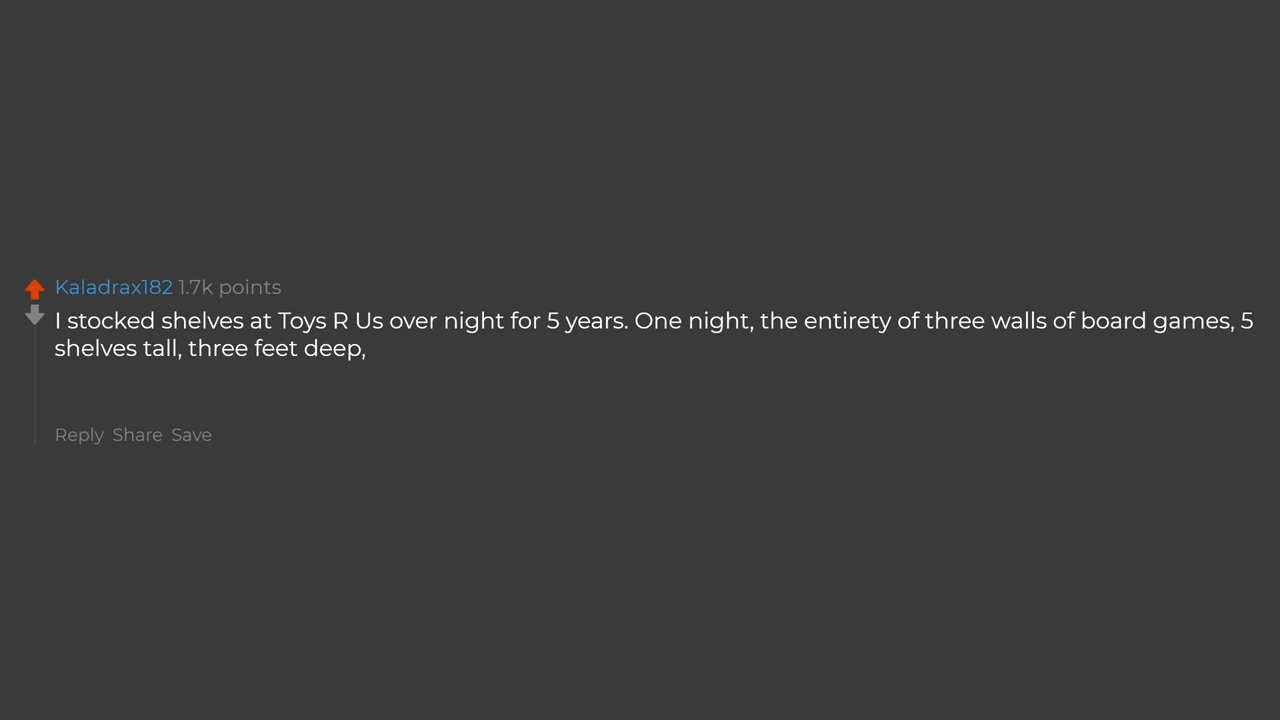 Kaladrax182 1.7k points
I stocked shelves at Toys R Us over night for 5 years. One night, the entirety of three walls of board games, 5
shelves tall, three feet deep,
Reply Share Save